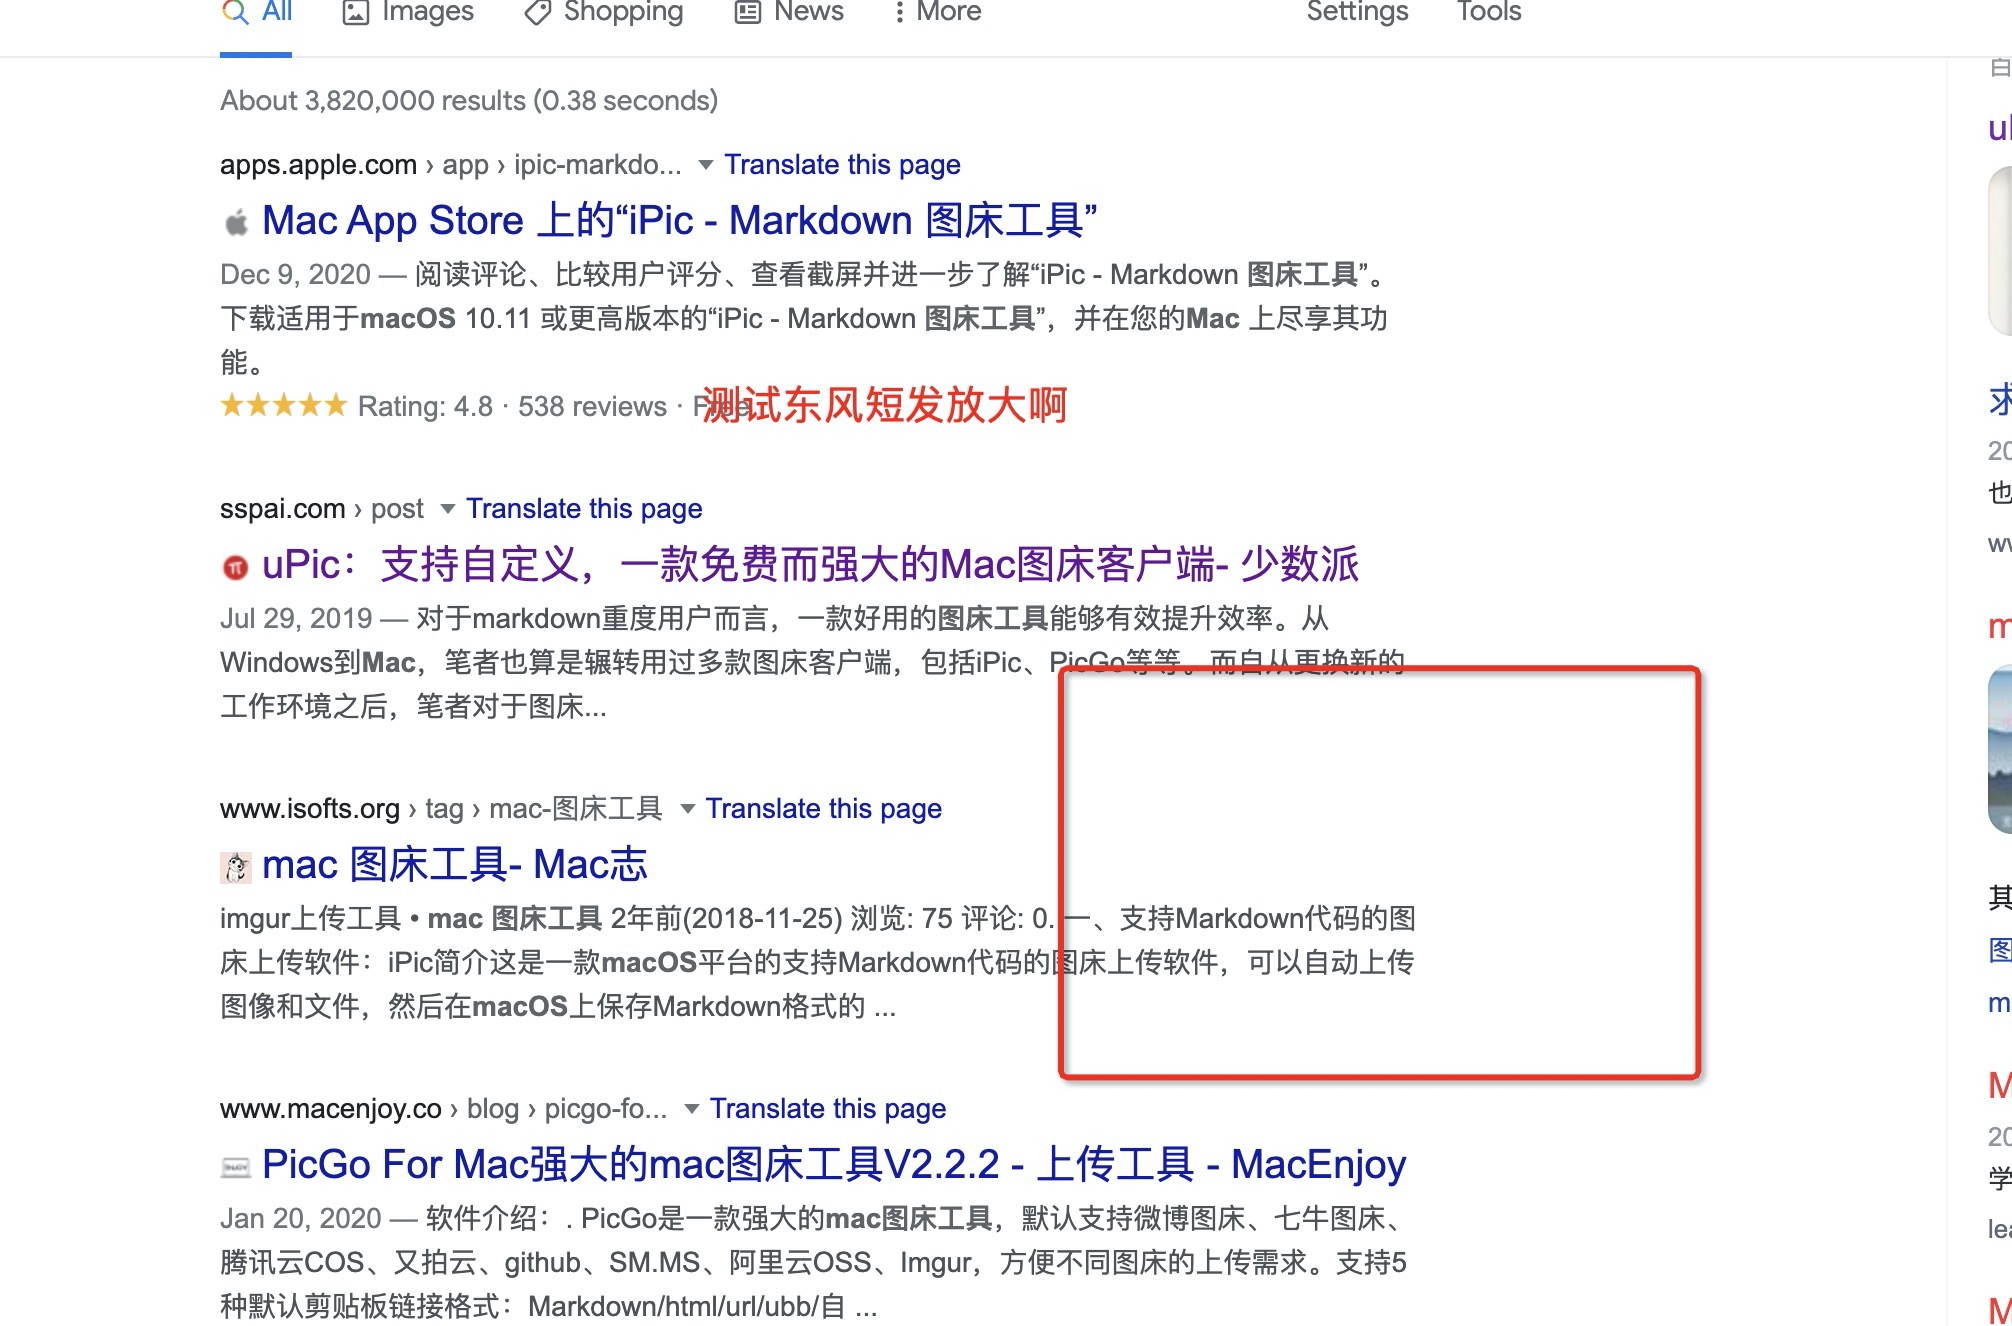 All Images Shopping News More Settings Tools
About 3,820,000 results (0.38 seconds)
apps.apple.com › app › ipic-markdo... Translate this page
Mac App Store 上的“iPic - Markdown 图床工具”
Dec 9, 2020 — 阅读评论、比较用户评分、查看截屏并进一步了解“iPic - Markdown 图床工具”。
下载适用于macOS 10.11 或更高版本的“iPic - Markdown 图床工具”，并在您的Mac 上尽享其功
能。
Rating: 4.8 · 538 reviews · Free
测试东风短发放大啊
sspai.com › post Translate this page
uPic：支持自定义，一款免费而强大的Mac图床客户端- 少数派
Jul 29, 2019 — 对于markdown重度用户而言，一款好用的图床工具能够有效提升效率。从
Windows到Mac，笔者也算是辗转用过多款图床客户端，包括iPic、PicGo等等。而自从更换新的
工作环境之后，笔者对于图床...
www.isofts.org › tag › mac-图床工具 Translate this page
mac 图床工具- Mac志
imgur上传工具 • mac 图床工具 2年前(2018-11-25) 浏览: 75 评论: 0. 一、支持Markdown代码的图
床上传软件：iPic简介这是一款macOS平台的支持Markdown代码的图床上传软件，可以自动上传
图像和文件，然后在macOS上保存Markdown格式的 ...
www.macenjoy.co › blog › picgo-fo... Translate this page
PicGo For Mac强大的mac图床工具V2.2.2 - 上传工具 - MacEnjoy
Jan 20, 2020 — 软件介绍：. PicGo是一款强大的mac图床工具，默认支持微博图床、七牛图床、
腾讯云COS、又拍云、github、SM.MS、阿里云OSS、Imgur，方便不同图床的上传需求。支持5
种默认剪贴板链接格式：Markdown/html/url/ubb/自 ...
求
20
也
其
图
m
M
20
学
M